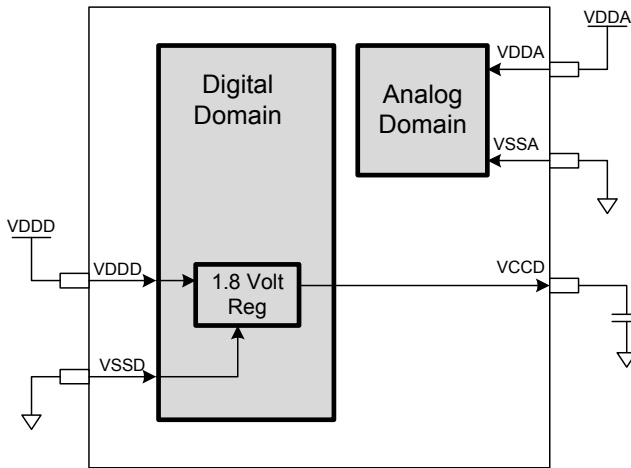 VDDA
Digital
Domain
VDDA
Analog
Domain
VSSA
VDDD
VDDD
1.8 Volt
Reg
VCCD
VSSD